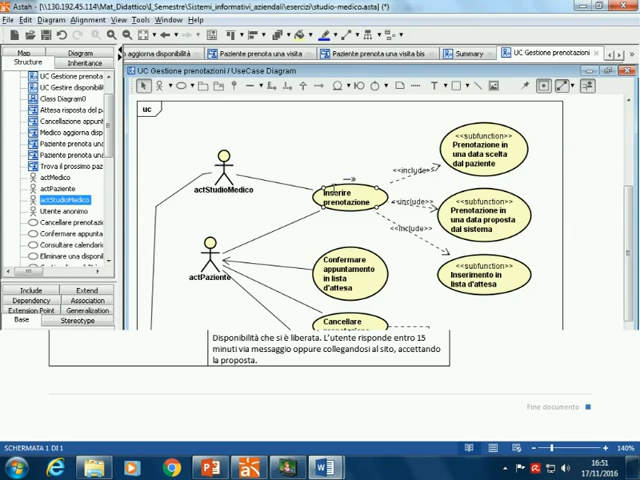 Astah - [\\130.192.45.114\Mat_Didattico\I_Semestre\Sistemi_informativi_aziendali\esercizi\studio-medico.asta] (*)
File Edit Diagram Alignment View Tools Window Help
Map Diagram
Structure Inheritance
UC Gestione prenota
UC Gestire disponibil
Class Diagram0
Attesa risposta del p
Cancellazione appunt
Medico aggiorna disp
Paziente prenota una
Paziente prenota una
Trova il prossimo paz
actMedico
actPaziente
actStudioMedico
Utente anonimo
Cancellare prenotazi
Confermare appunta
Consultare calendari
Eliminare una disponi
Include Extend
Dependency Association
Extension Point Generalization
Base Stereotype
aggiorna disponibilità
Paziente prenota una visita
Paziente prenota una visita bis
Summary
UC Gestione prenotazioni
UC Gestione prenotazioni / UseCase Diagram
uc
actStudioMedico
actPaziente
Inserire
prenotazione
Confermare
appuntamento
in lista
d'attesa
Cancellare
<<include>>
<<include>>
<<include>>
<<subfunction>>
Prenotazione in
una data scelta
dal paziente
<<subfunction>>
Prenotazione in
una data proposta
dal sistema
<<subfunction>>
Inserimento in
lista d'attesa
Disponibilità che si è liberata. L'utente risponde entro 15
minuti via messaggio oppure collegandosi al sito, accettando
la proposta.
Fine documento
SCHERMATA 1 DI 1
140%
16:51
17/11/2016